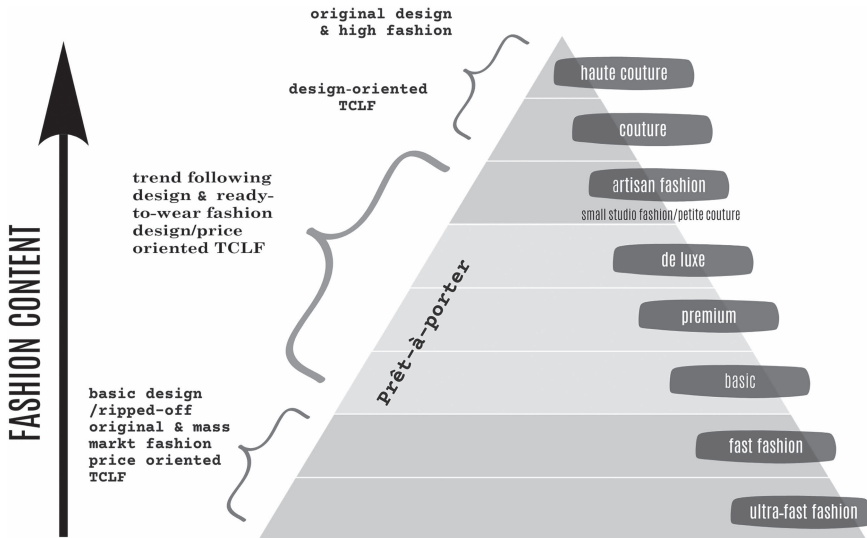 original design
& high fashion
design-oriented
TCLF
trend following
design & ready-
to-wear fashion
design/price
oriented TCLF
basic design
/ripped-off
original & mass
markt fashion
price oriented
TCLF
FASHION CONTENT
Prêt-à-porter
haute couture
couture
artisan fashion
small studio fashion/petite couture
de luxe
premium
basic
fast fashion
ultra-fast fashion